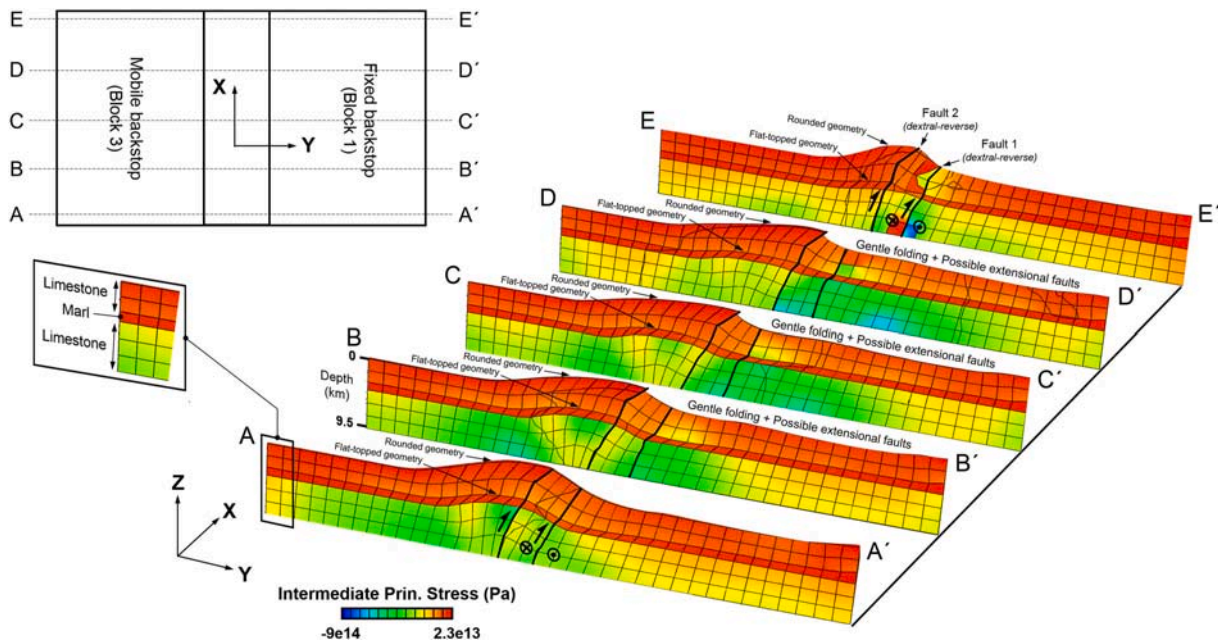 E
E´
D
D´
C
C´
B
B´
A
A´
Mobile backstop
(Block 3)
Fixed backstop
(Block 1)
X
Y
Limestone
Marl
Limestone
Z
X
Y
E
Rounded geometry
Flat-topped geometry
Fault 2
(dextral-reverse)
Fault 1
(dextral-reverse)
E´
D
Rounded geometry
Flat-topped geometry
Gentle folding + Possible extensional faults
D´
C
Rounded geometry
Flat-topped geometry
Gentle folding + Possible extensional faults
C´
B
0
Depth
(km)
9.5
Rounded geometry
Flat-topped geometry
Gentle folding + Possible extensional faults
B´
A
Rounded geometry
Flat-topped geometry
A´
Intermediate Prin. Stress (Pa)
-9e14
2.3e13